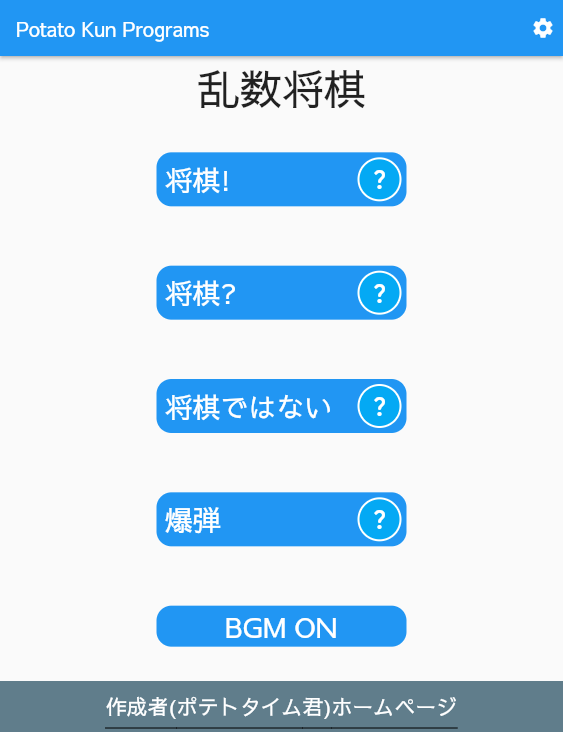 Potato Kun Programs
乱数将棋
将棋!
?
将棋?
?
将棋ではない
?
爆弾
?
BGM ON
作成者(ポテトタイム君)ホームページ